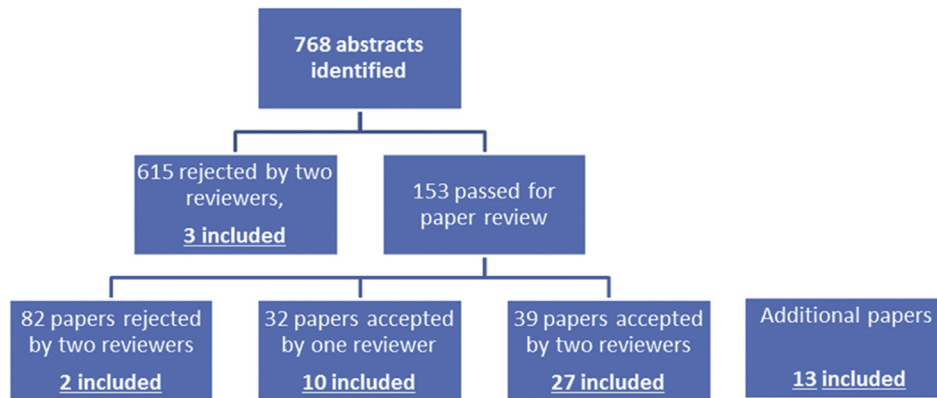 768 abstracts
identified
615 rejected by two
reviewers,
3 included
153 passed for
paper review
82 papers rejected
by two reviewers
2 included
32 papers accepted
by one reviewer
10 included
39 papers accepted
by two reviewers
27 included
Additional papers
13 included